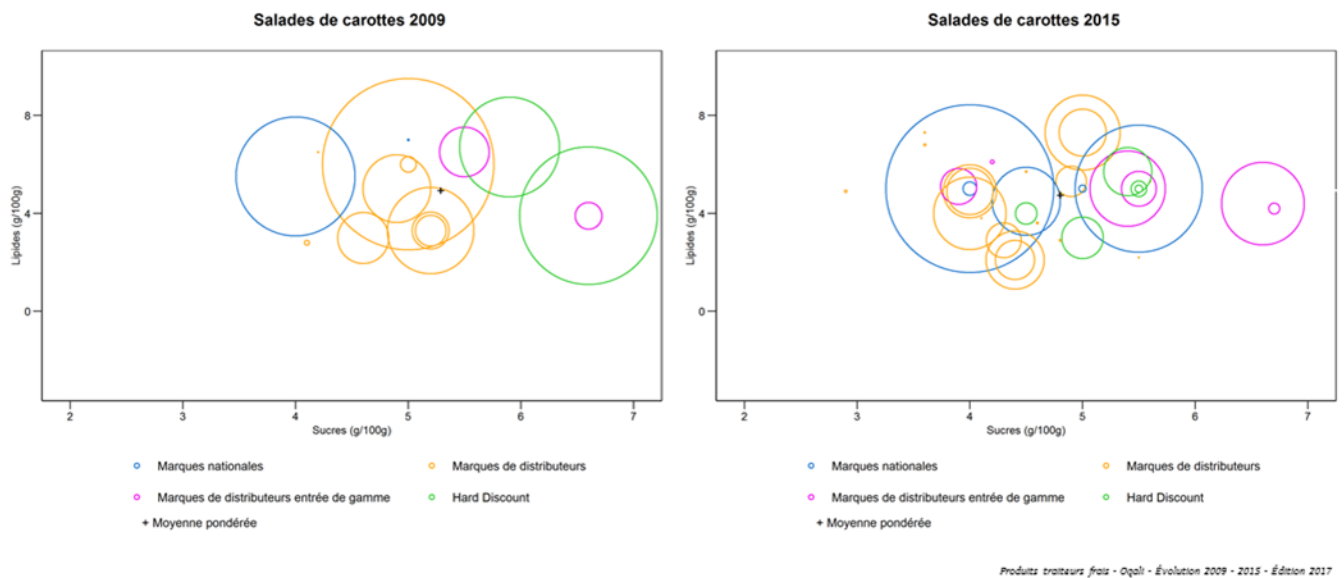 Salades de carottes 2009
Lipides (g/100g)
8
4
0
2
3
4
5
6
7
Sucres (g/100g)
Marques nationales
Marques de distributeurs
Marques de distributeurs entrée de gamme
Hard Discount
+ Moyenne pondérée
Salades de carottes 2015
Lipides (g/100g)
8
4
0
2
3
4
5
6
7
Sucres (g/100g)
Marques nationales
Marques de distributeurs
Marques de distributeurs entrée de gamme
Hard Discount
+ Moyenne pondérée
Produits traiteurs frais - Oqali - Évolution 2009 - 2015 - Édition 2017